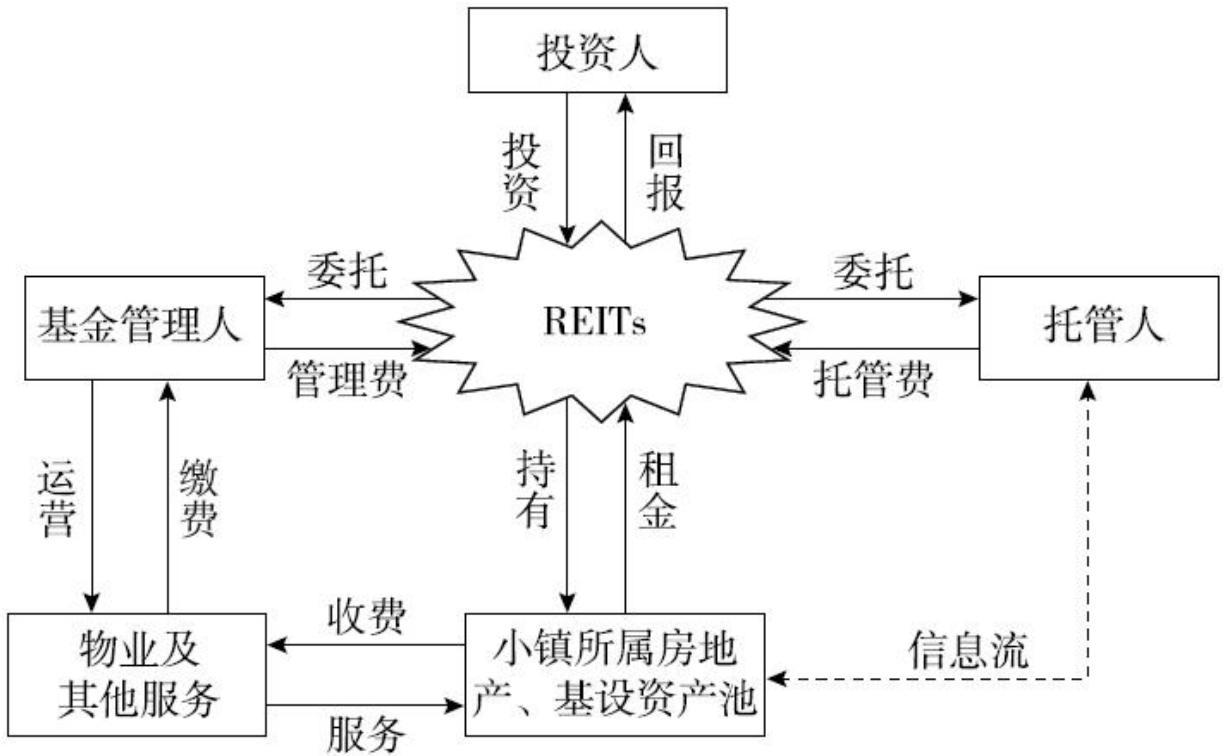 投资人
投资
回报
委托
委托
基金管理人
REITs
托管人
管理费
托管费
运营
缴费
持有
租金
收费
物业及
其他服务
小镇所属房地
产、基设资产池
信息流
服务